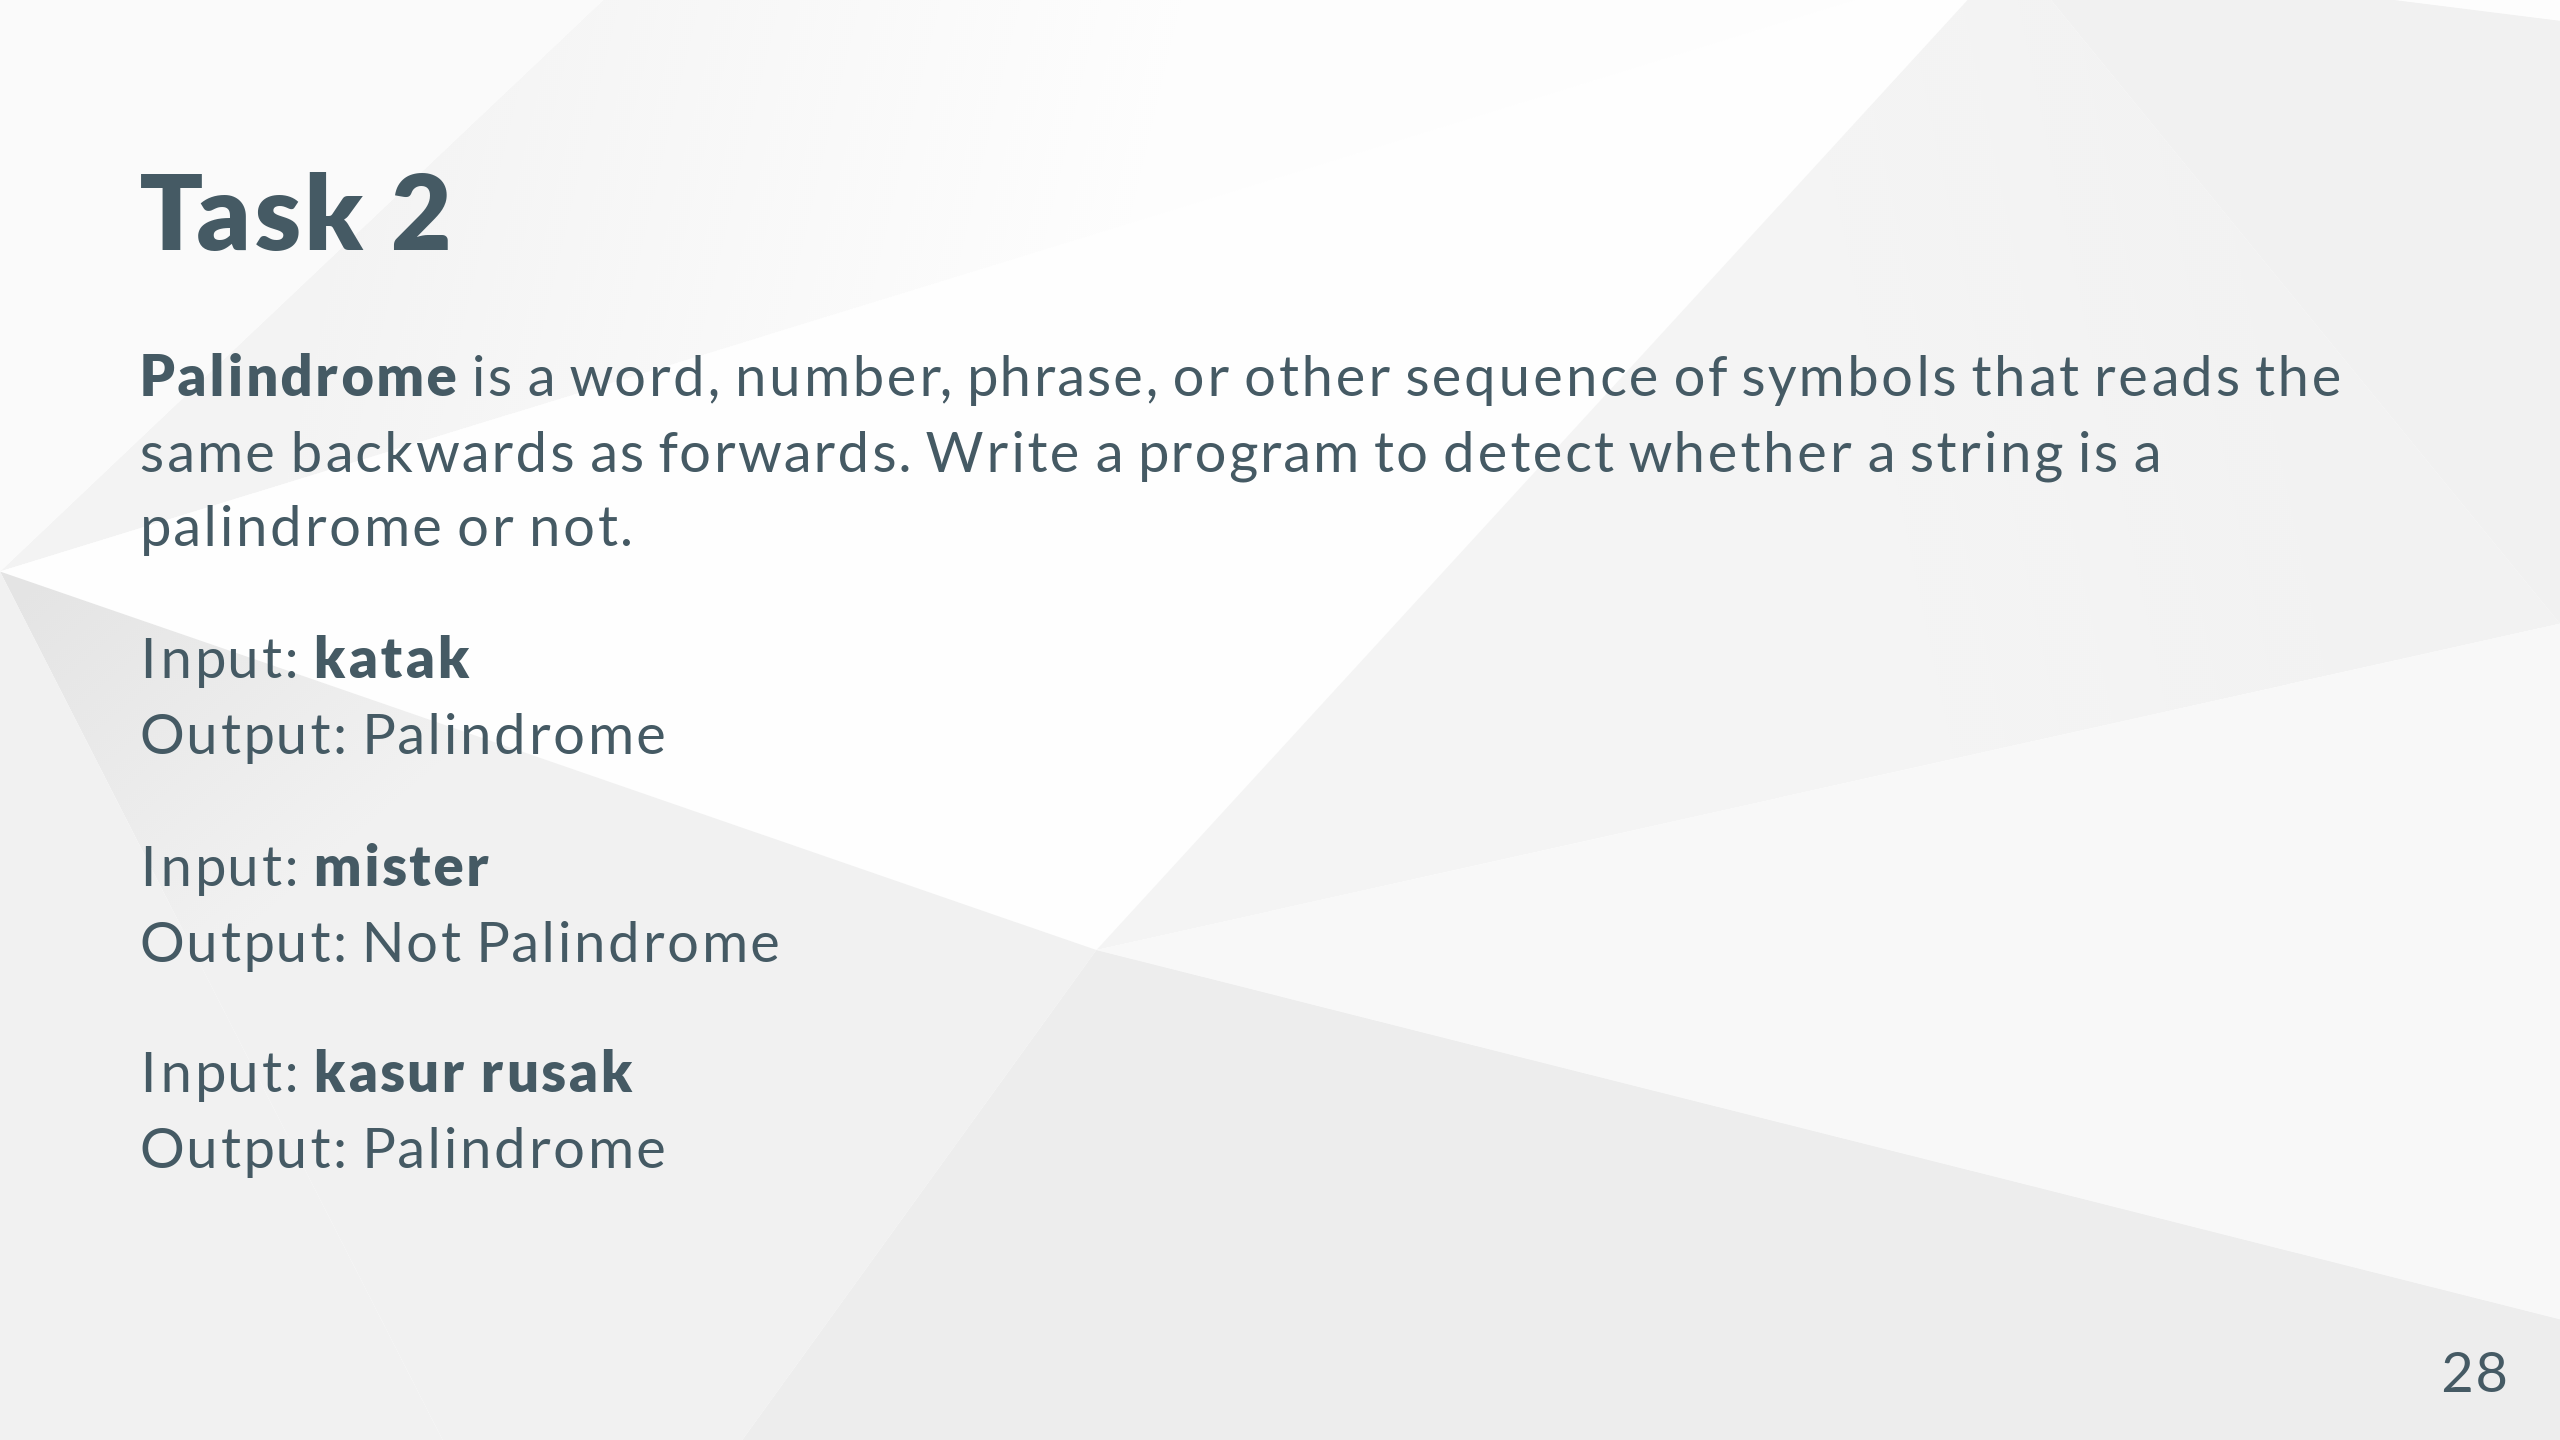 Task 2
Palindrome is a word, number, phrase, or other sequence of symbols that reads the
same backwards as forwards. Write a program to detect whether a string is a
palindrome or not.
Input: katak
Output: Palindrome
Input: mister
Output: Not Palindrome
Input: kasur rusak
Output: Palindrome
28